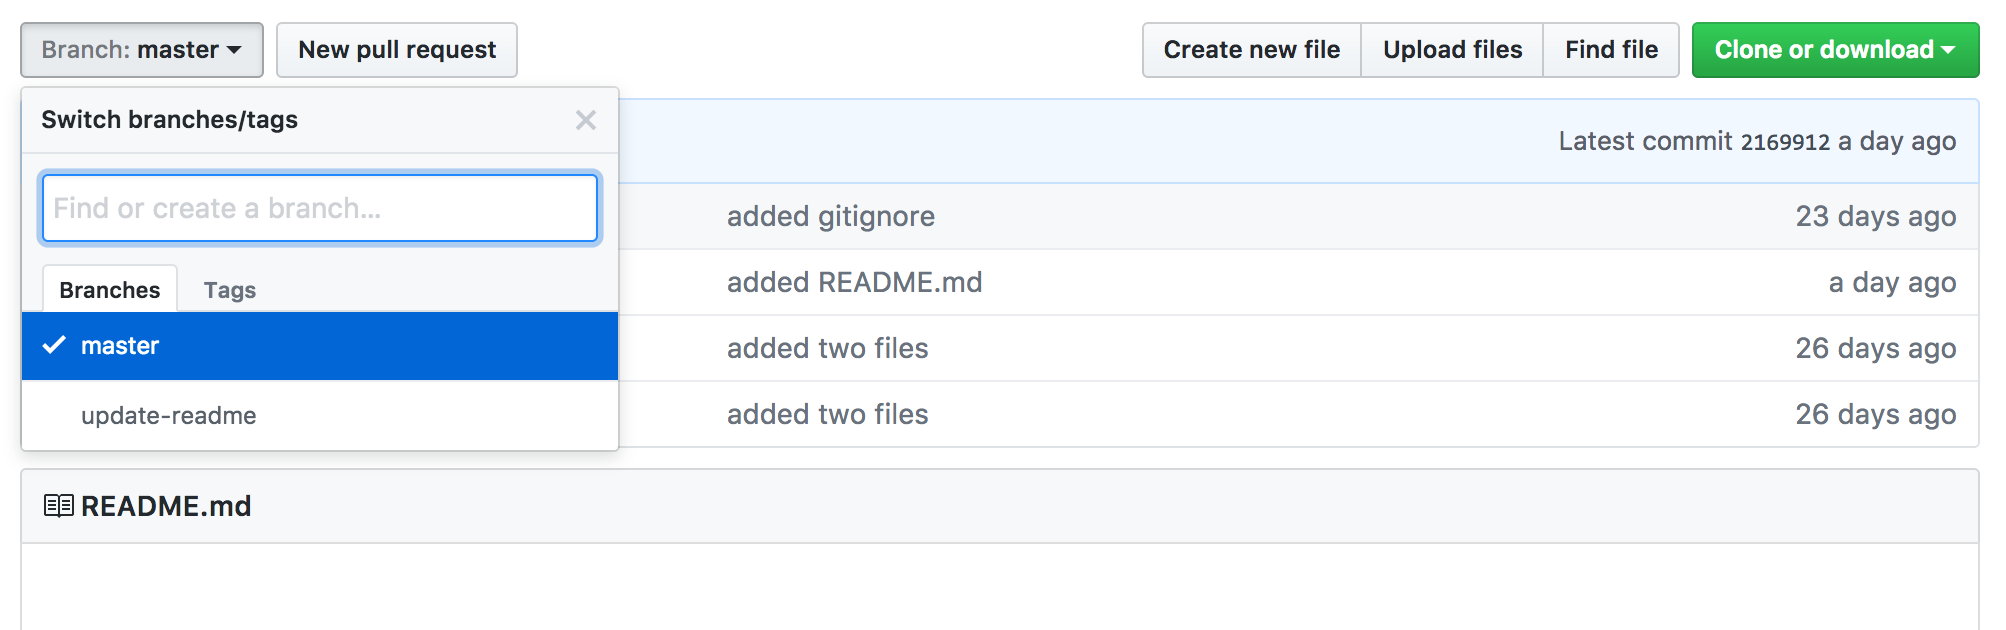 Branch: master New pull request Create new file Upload files Find file Clone or download
Switch branches/tags
Latest commit 2169912 a day ago
Find or create a branch...
added gitignore 23 days ago
Branches Tags
added README.md a day ago
master
added two files 26 days ago
update-readme
added two files 26 days ago
README.md